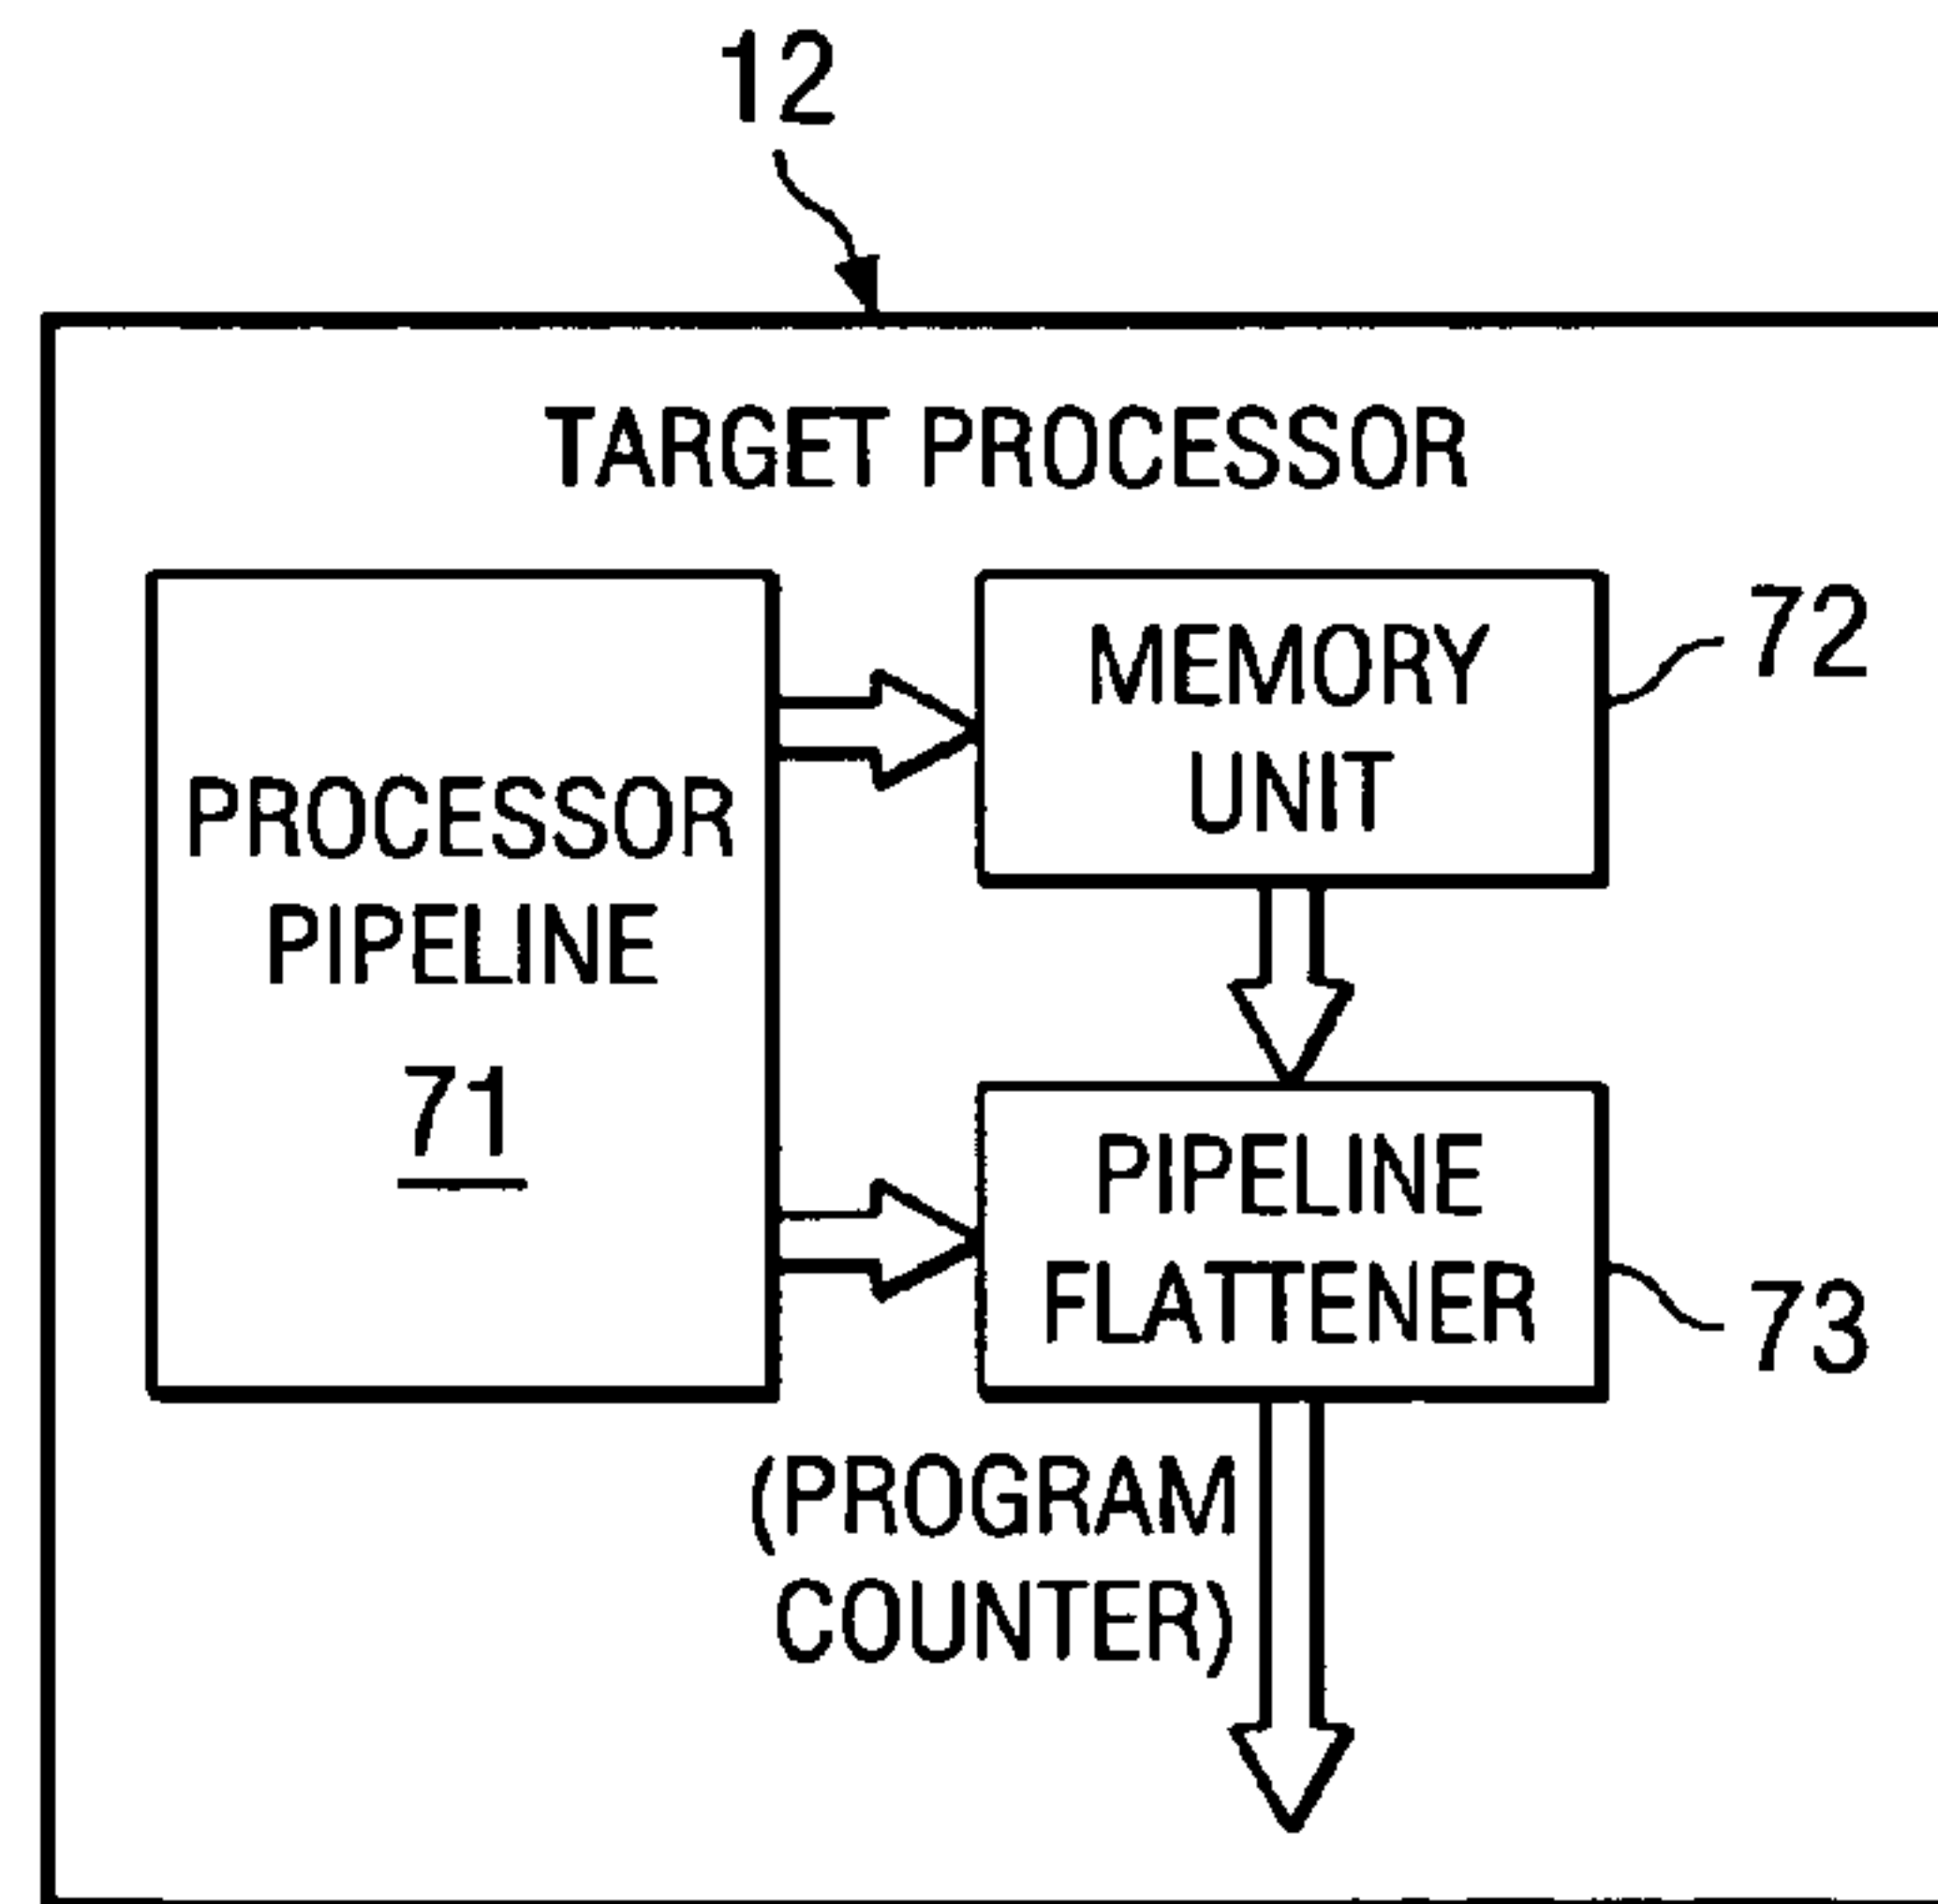 12
TARGET PROCESSOR
PROCESSOR
PIPELINE
71
MEMORY
UNIT
72
PIPELINE
FLATTENER
73
(PROGRAM
COUNTER)